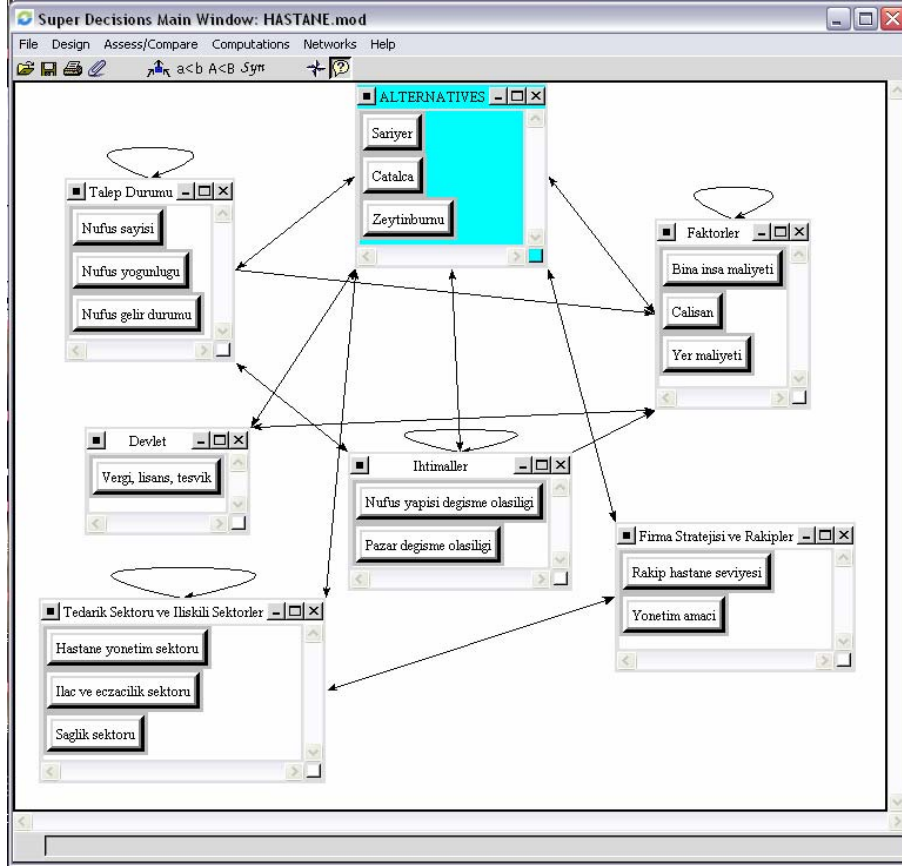 Super Decisions Main Window: HASTANE.mod
File Design Assess/Compare Computations Networks Help
a<b A<B Syn
ALTERNATIVES
Sariyer
Catalca
Zeytinburnu
Talep Durumu
Nufus sayisi
Nufus yogunlugu
Nufus gelir durumu
Faktorler
Bina insa maliyeti
Calisan
Yer maliyeti
Devlet
Vergi, lisans, tesvik
Ihtimaller
Nufus yapisi degisme olasiligi
Pazar degisme olasiligi
Firma Stratejisi ve Rakipler
Rakip hastane seviyesi
Yonetim amaci
Tedarik Sektoru ve Iliskili Sektorler
Hastane yonetim sektoru
Ilac ve eczacilik sektoru
Saglik sektoru